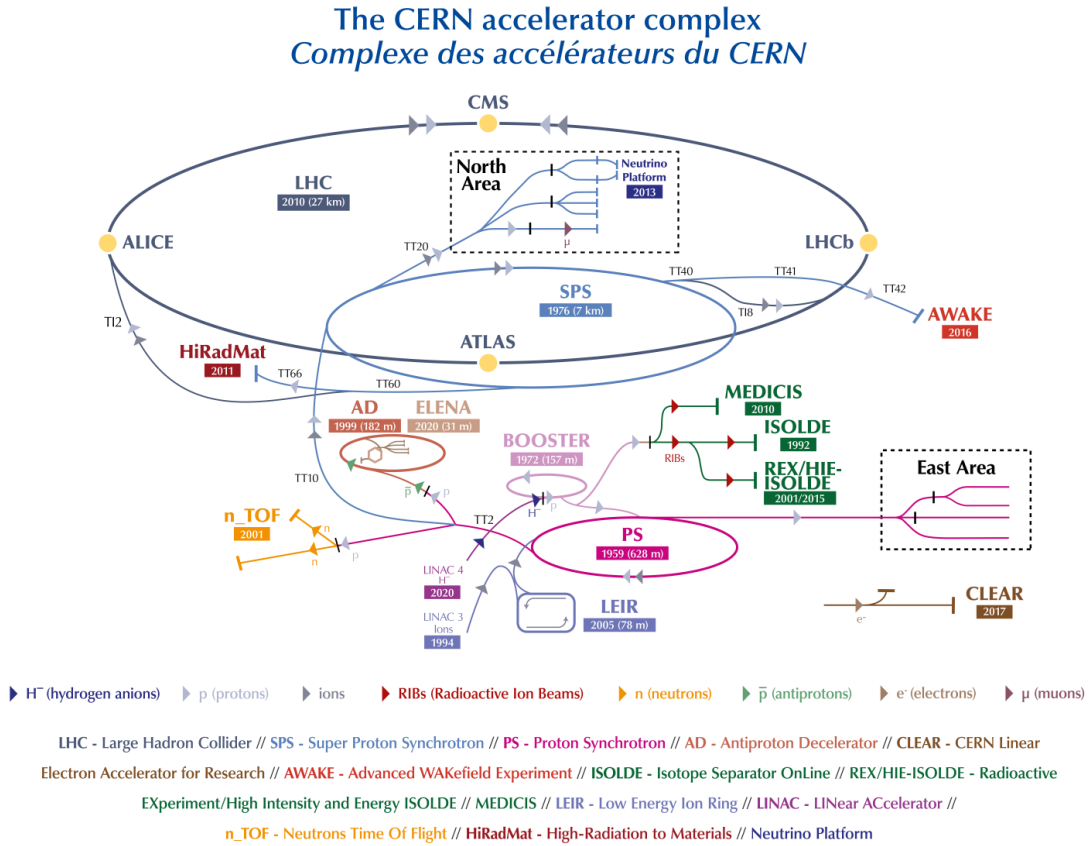 The CERN accelerator complex
Complexe des accélérateurs du CERN
CMS
North
Area
Neutrino
Platform
2013
LHC
2010 (27 km)
μ
ALICE
LHCb
TT20
TT40
TT41
TT42
SPS
1976 (7 km)
TI8
TI2
AWAKE
2016
ATLAS
HiRadMat
2011
TT66
TT60
AD
1999 (182 m)
ELENA
2020 (31 m)
MEDICIS
2010
BOOSTER
1972 (157 m)
ISOLDE
1992
RIBs
REX/HIE-
ISOLDE
2001/2015
East Area
TT10
p̅
p
H⁻
p
TT2
n_TOF
2001
n
n
p
PS
1959 (628 m)
LINAC 4
H⁻
2020
LINAC 3
Ions
1994
LEIR
2005 (78 m)
CLEAR
2017
e⁻
H⁻ (hydrogen anions)
p (protons)
ions
RIBs (Radioactive Ion Beams)
n (neutrons)
p̅ (antiprotons)
e⁻ (electrons)
μ (muons)
LHC - Large Hadron Collider // SPS - Super Proton Synchrotron // PS - Proton Synchrotron // AD - Antiproton Decelerator // CLEAR - CERN Linear
Electron Accelerator for Research // AWAKE - Advanced WAKefield Experiment // ISOLDE - Isotope Separator OnLine // REX/HIE-ISOLDE - Radioactive
EXperiment/High Intensity and Energy ISOLDE // MEDICIS // LEIR - Low Energy Ion Ring // LINAC - LINear ACcelerator //
n_TOF - Neutrons Time Of Flight // HiRadMat - High-Radiation to Materials // Neutrino Platform